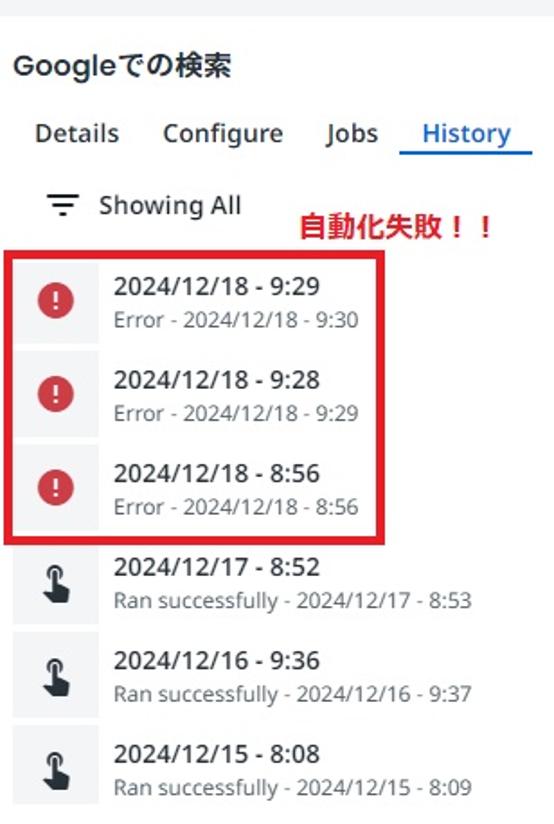 Googleでの検索
Details Configure Jobs History
Showing All
自動化失敗！！
2024/12/18 - 9:29
Error - 2024/12/18 - 9:30
2024/12/18 - 9:28
Error - 2024/12/18 - 9:29
2024/12/18 - 8:56
Error - 2024/12/18 - 8:56
2024/12/17 - 8:52
Ran successfully - 2024/12/17 - 8:53
2024/12/16 - 9:36
Ran successfully - 2024/12/16 - 9:37
2024/12/15 - 8:08
Ran successfully - 2024/12/15 - 8:09